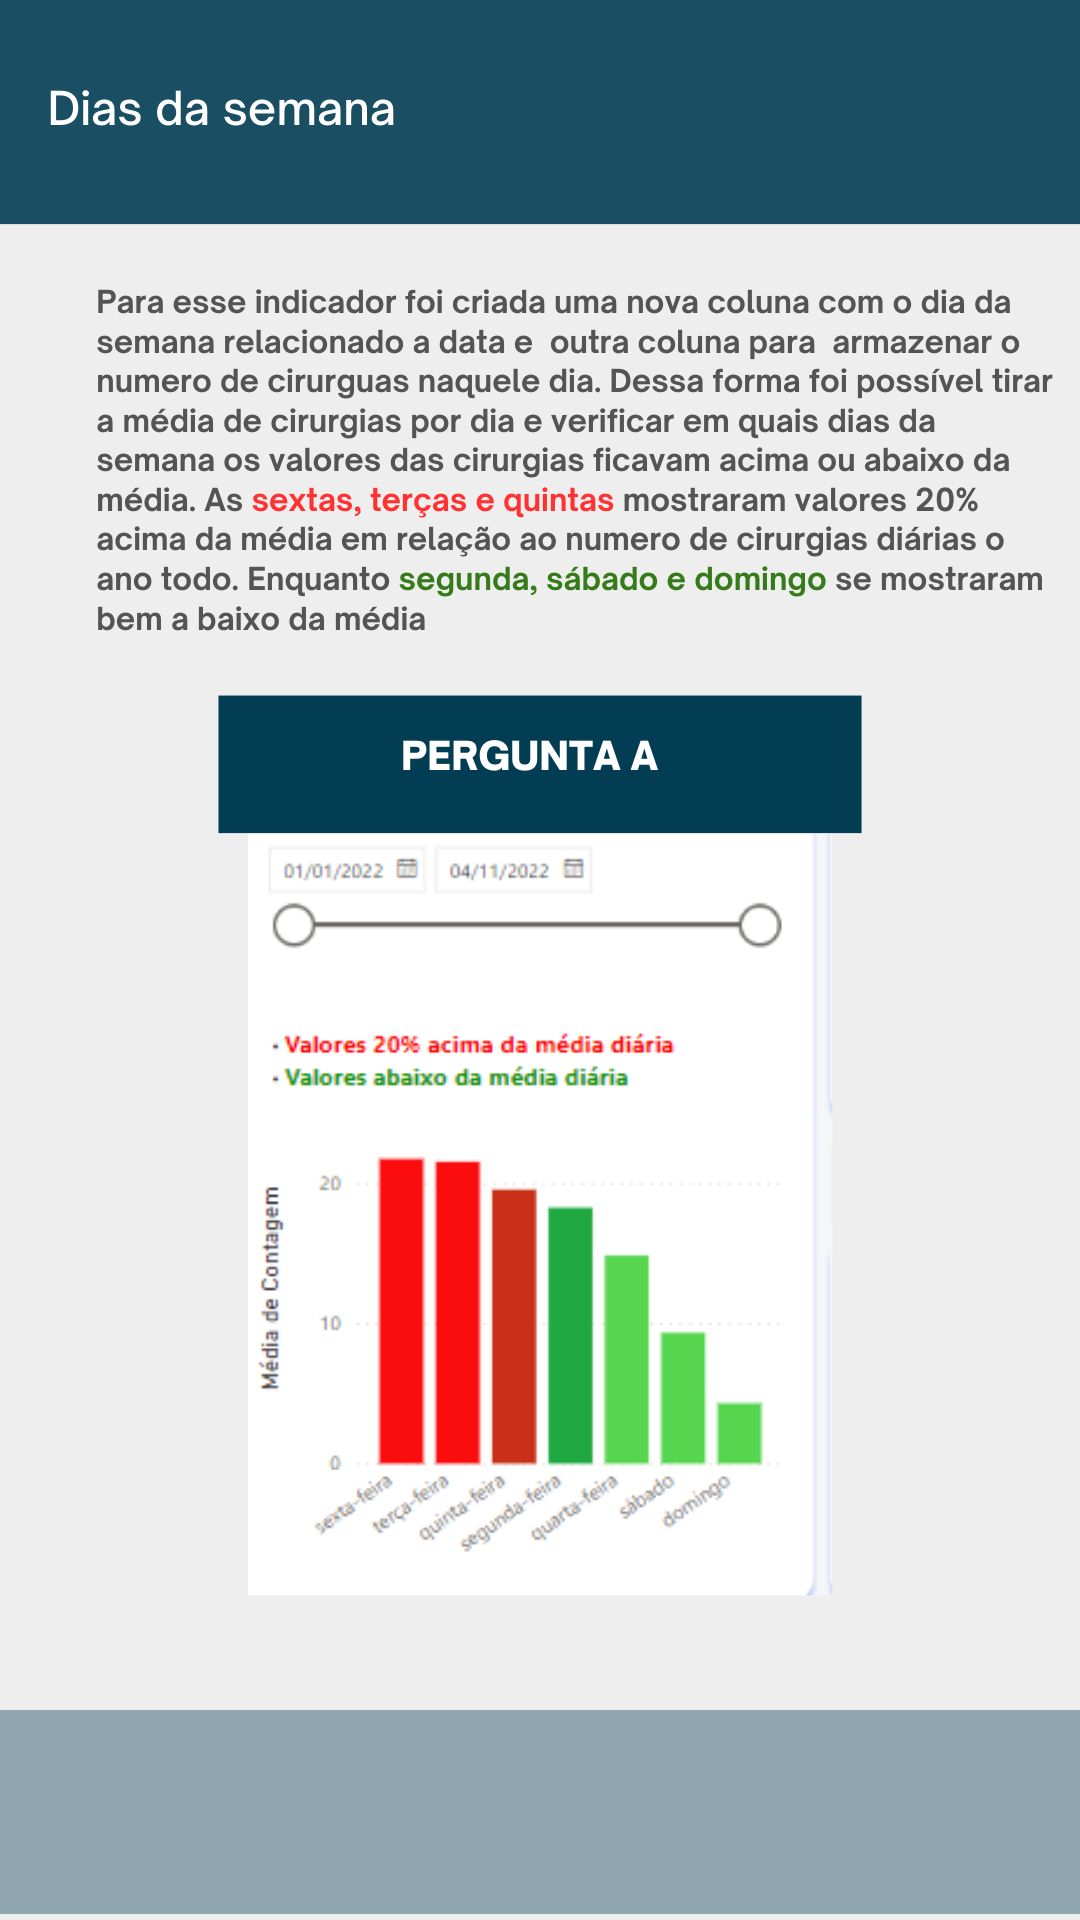 Dias da semana
Para esse indicador foi criada uma nova coluna com o dia da
semana relacionado a data e  outra coluna para  armazenar o
numero de cirurguas naquele dia. Dessa forma foi possível tirar
a média de cirurgias por dia e verificar em quais dias da
semana os valores das cirurgias ficavam acima ou abaixo da
média. As sextas, terças e quintas mostraram valores 20%
acima da média em relação ao numero de cirurgias diárias o
ano todo. Enquanto segunda, sábado e domingo se mostraram
bem a baixo da média
PERGUNTA A
01/01/2022 04/11/2022
- Valores 20% acima da média diária
- Valores abaixo da média diária
Média de Contagem
20
10
0
sexta-feira
terça-feira
quinta-feira
segunda-feira
quarta-feira
sábado
domingo